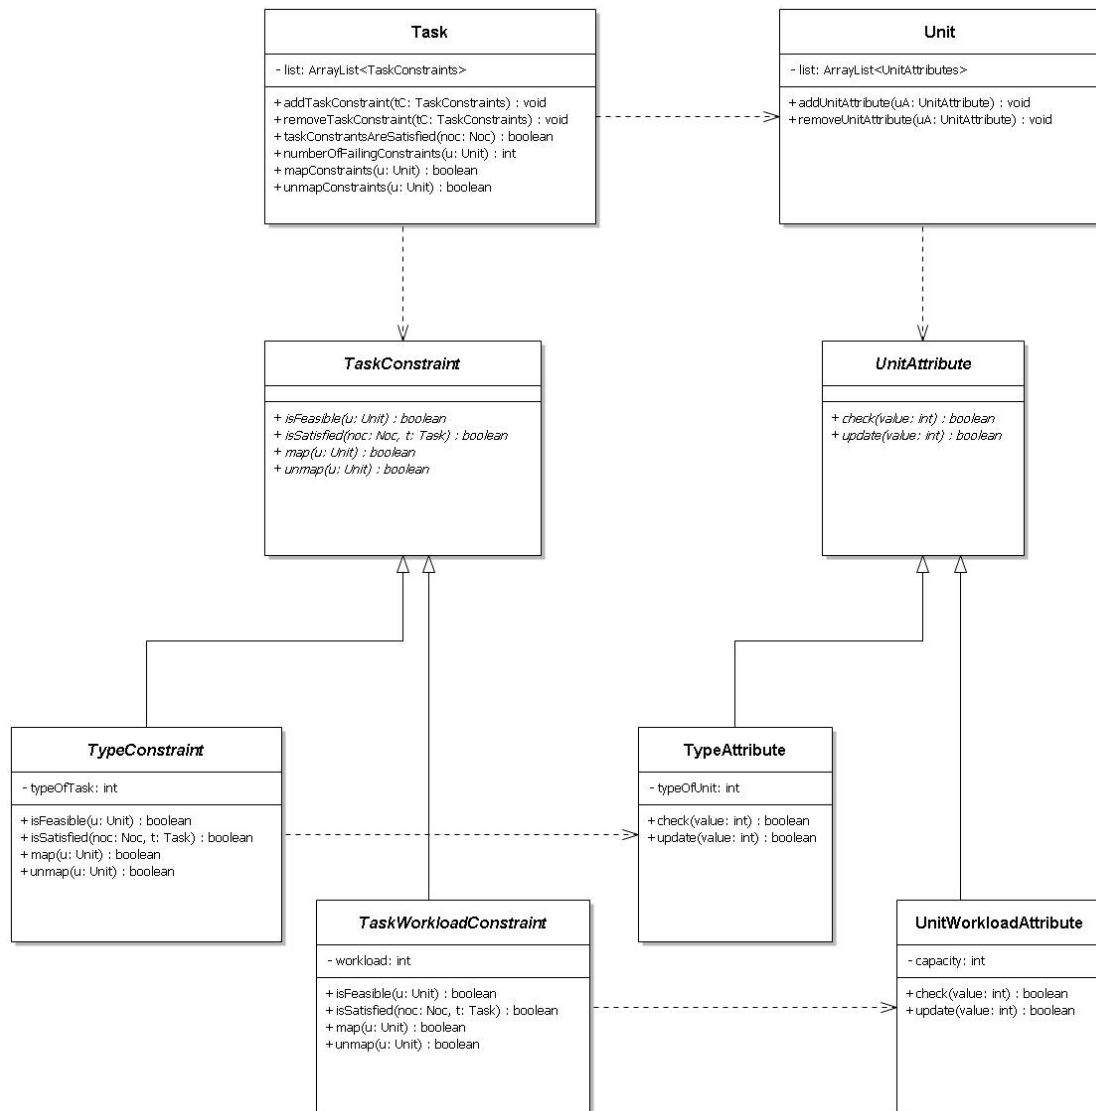 Task
- list: ArrayList<TaskConstraints>
+ addTaskConstraint(tC: TaskConstraints) : void
+ removeTaskConstraint(tC: TaskConstraints) : void
+ taskConstrantsAreSatisfied(noc: Noc) : boolean
+ numberOfFailingConstraints(u: Unit) : int
+ mapConstraints(u: Unit) : boolean
+ unmapConstraints(u: Unit) : boolean
Unit
- list: ArrayList<UnitAttributes>
+ addUnitAttribute(uA: UnitAttribute) : void
+ removeUnitAttribute(uA: UnitAttribute) : void
TaskConstraint
+ isFeasible(u: Unit) : boolean
+ isSatisfied(noc: Noc, t: Task) : boolean
+ map(u: Unit) : boolean
+ unmap(u: Unit) : boolean
UnitAttribute
+ check(value: int) : boolean
+ update(value: int) : boolean
TypeConstraint
- typeOfTask: int
+ isFeasible(u: Unit) : boolean
+ isSatisfied(noc: Noc, t: Task) : boolean
+ map(u: Unit) : boolean
+ unmap(u: Unit) : boolean
TypeAttribute
- typeOfUnit: int
+ check(value: int) : boolean
+ update(value: int) : boolean
TaskWorkloadConstraint
- workload: int
+ isFeasible(u: Unit) : boolean
+ isSatisfied(noc: Noc, t: Task) : boolean
+ map(u: Unit) : boolean
+ unmap(u: Unit) : boolean
UnitWorkloadAttribute
- capacity: int
+ check(value: int) : boolean
+ update(value: int) : boolean